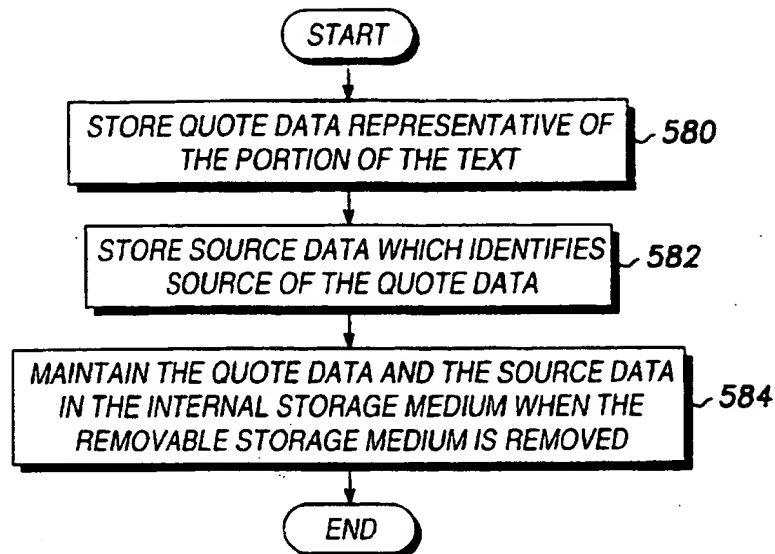 START
STORE QUOTE DATA REPRESENTATIVE OF
THE PORTION OF THE TEXT
580
STORE SOURCE DATA WHICH IDENTIFIES
SOURCE OF THE QUOTE DATA
582
MAINTAIN THE QUOTE DATA AND THE SOURCE DATA
IN THE INTERNAL STORAGE MEDIUM WHEN THE
REMOVABLE STORAGE MEDIUM IS REMOVED
584
END